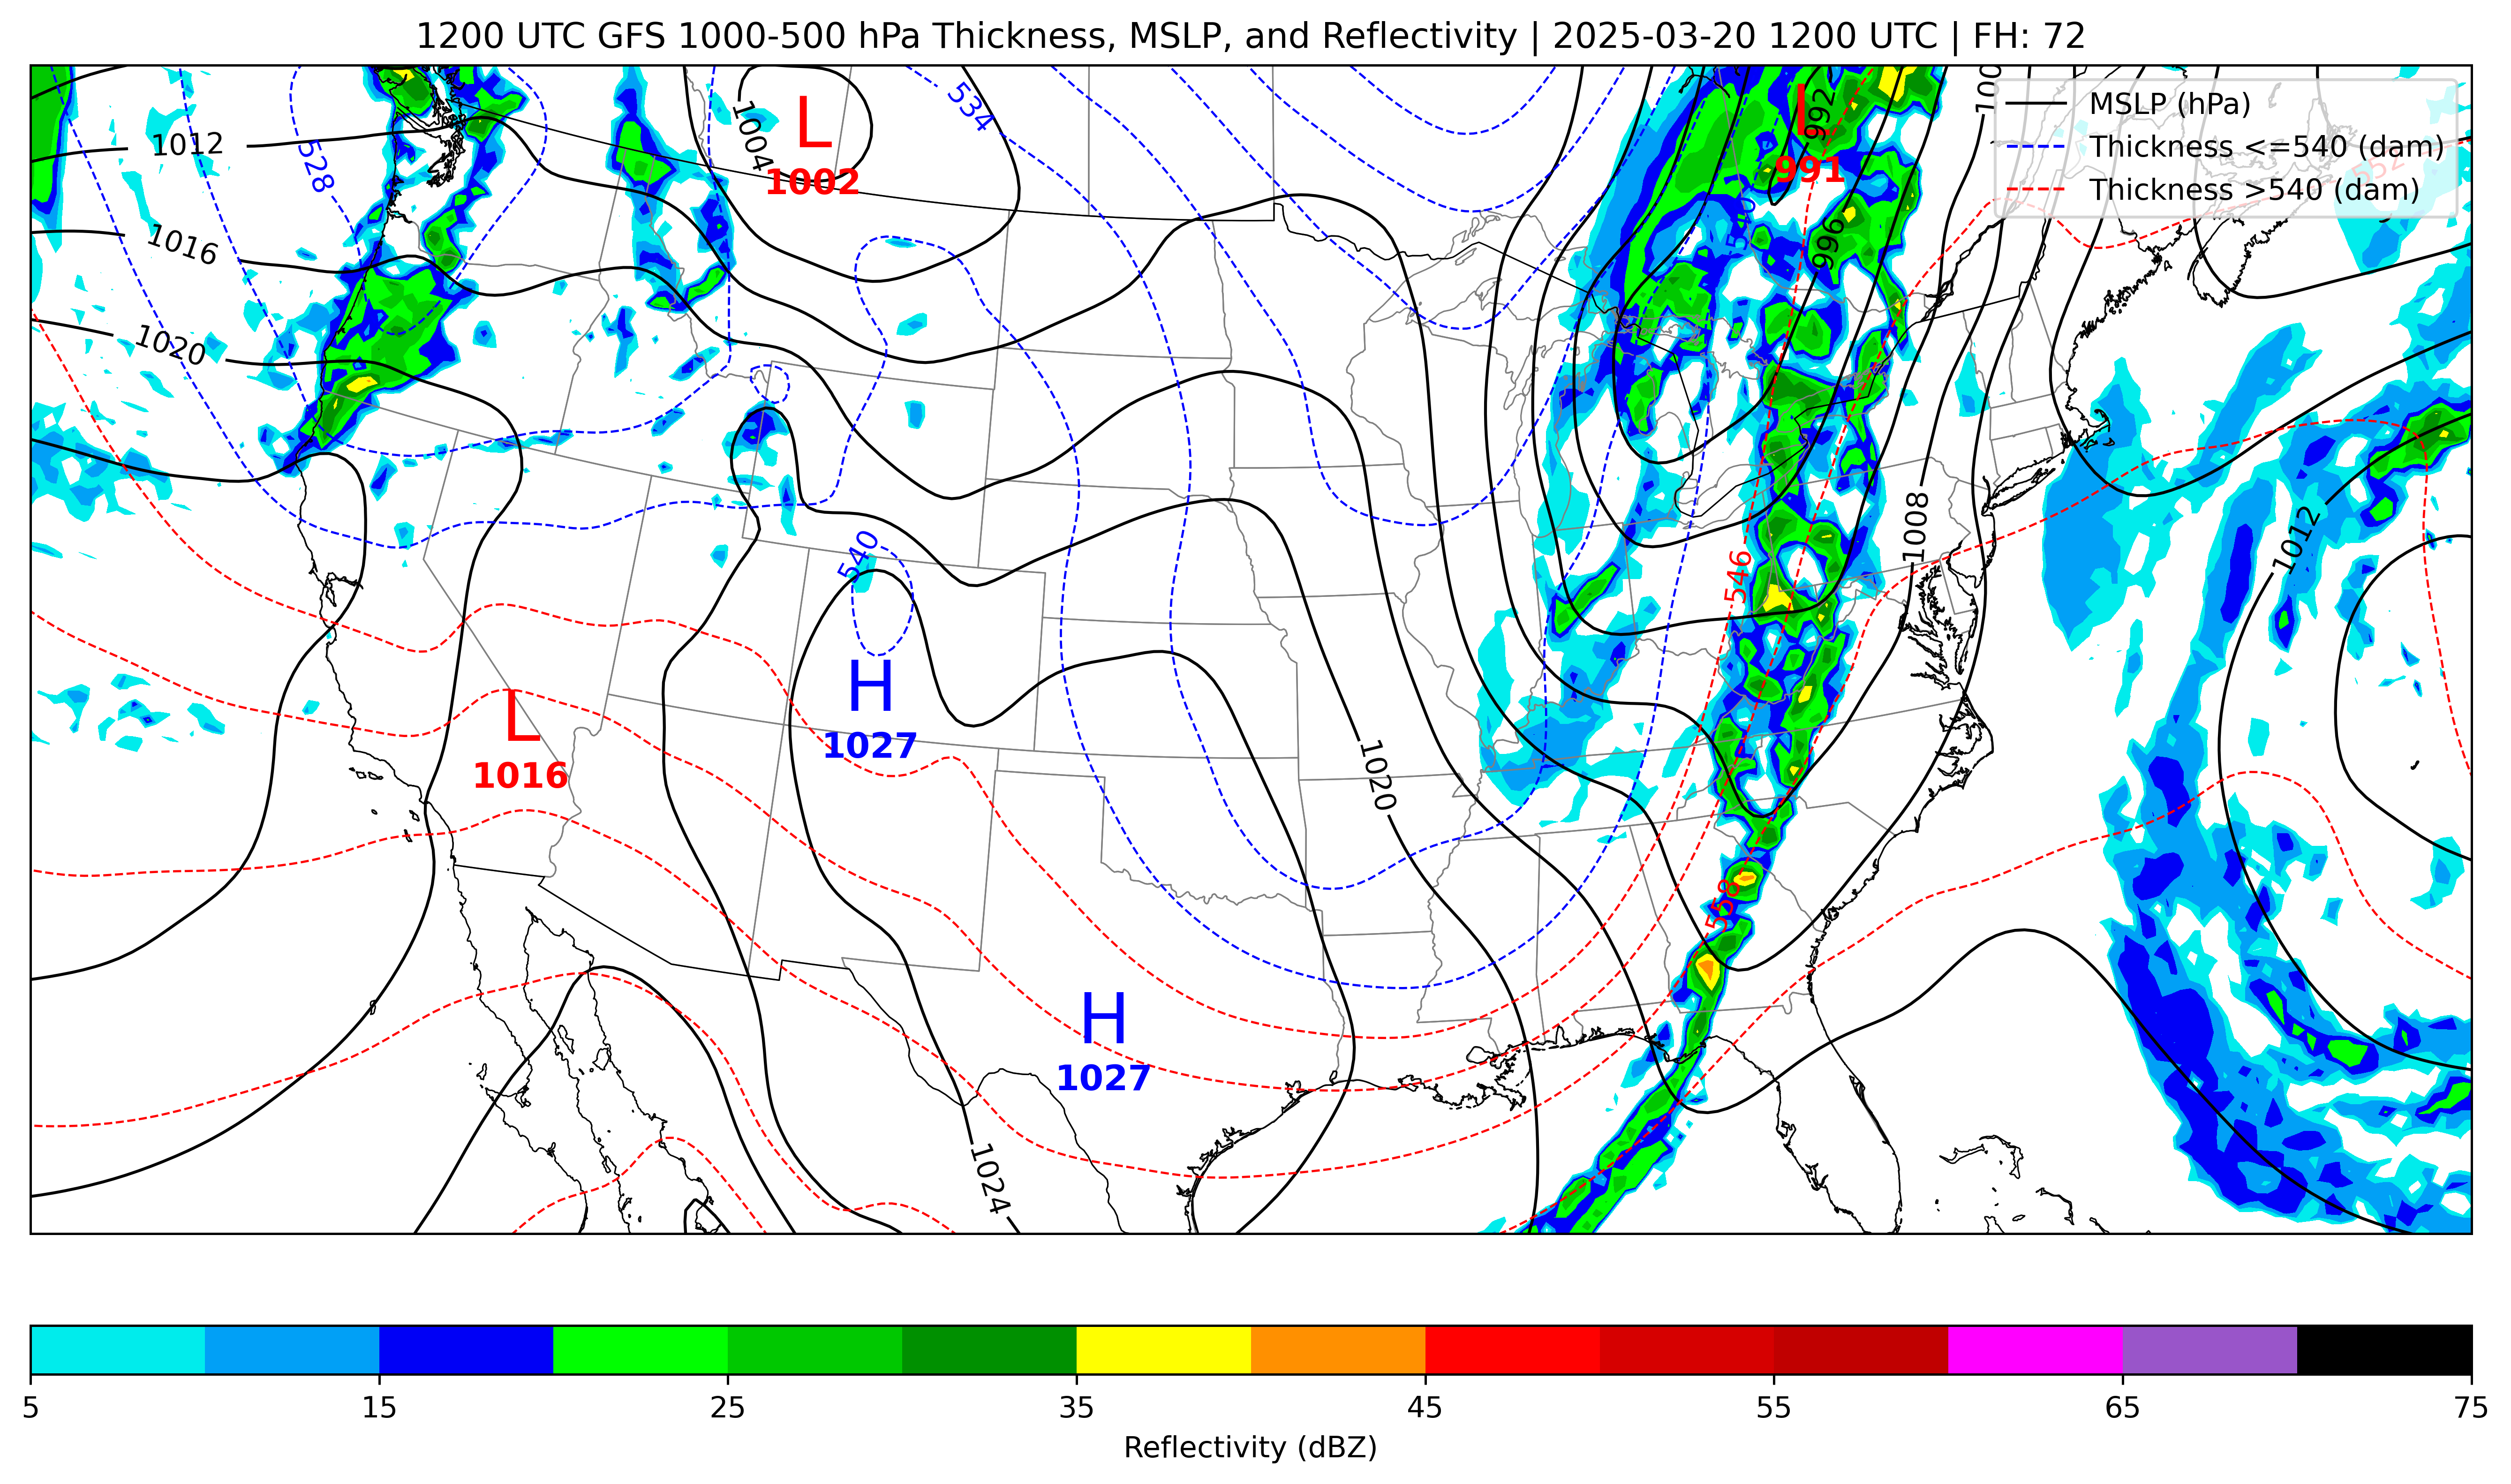 1200 UTC GFS 1000-500 hPa Thickness, MSLP, and Reflectivity | 2025-03-20 1200 UTC | FH: 72
MSLP (hPa)
Thickness <=540 (dam)
Thickness >540 (dam)
L
1002
L
991
1012
528
1004
534
992
996
552
1016
1020
540
546
1008
1012
H
1027
L
1016
1020
558
H
1027
1024
5
15
25
35
45
55
65
75
Reflectivity (dBZ)